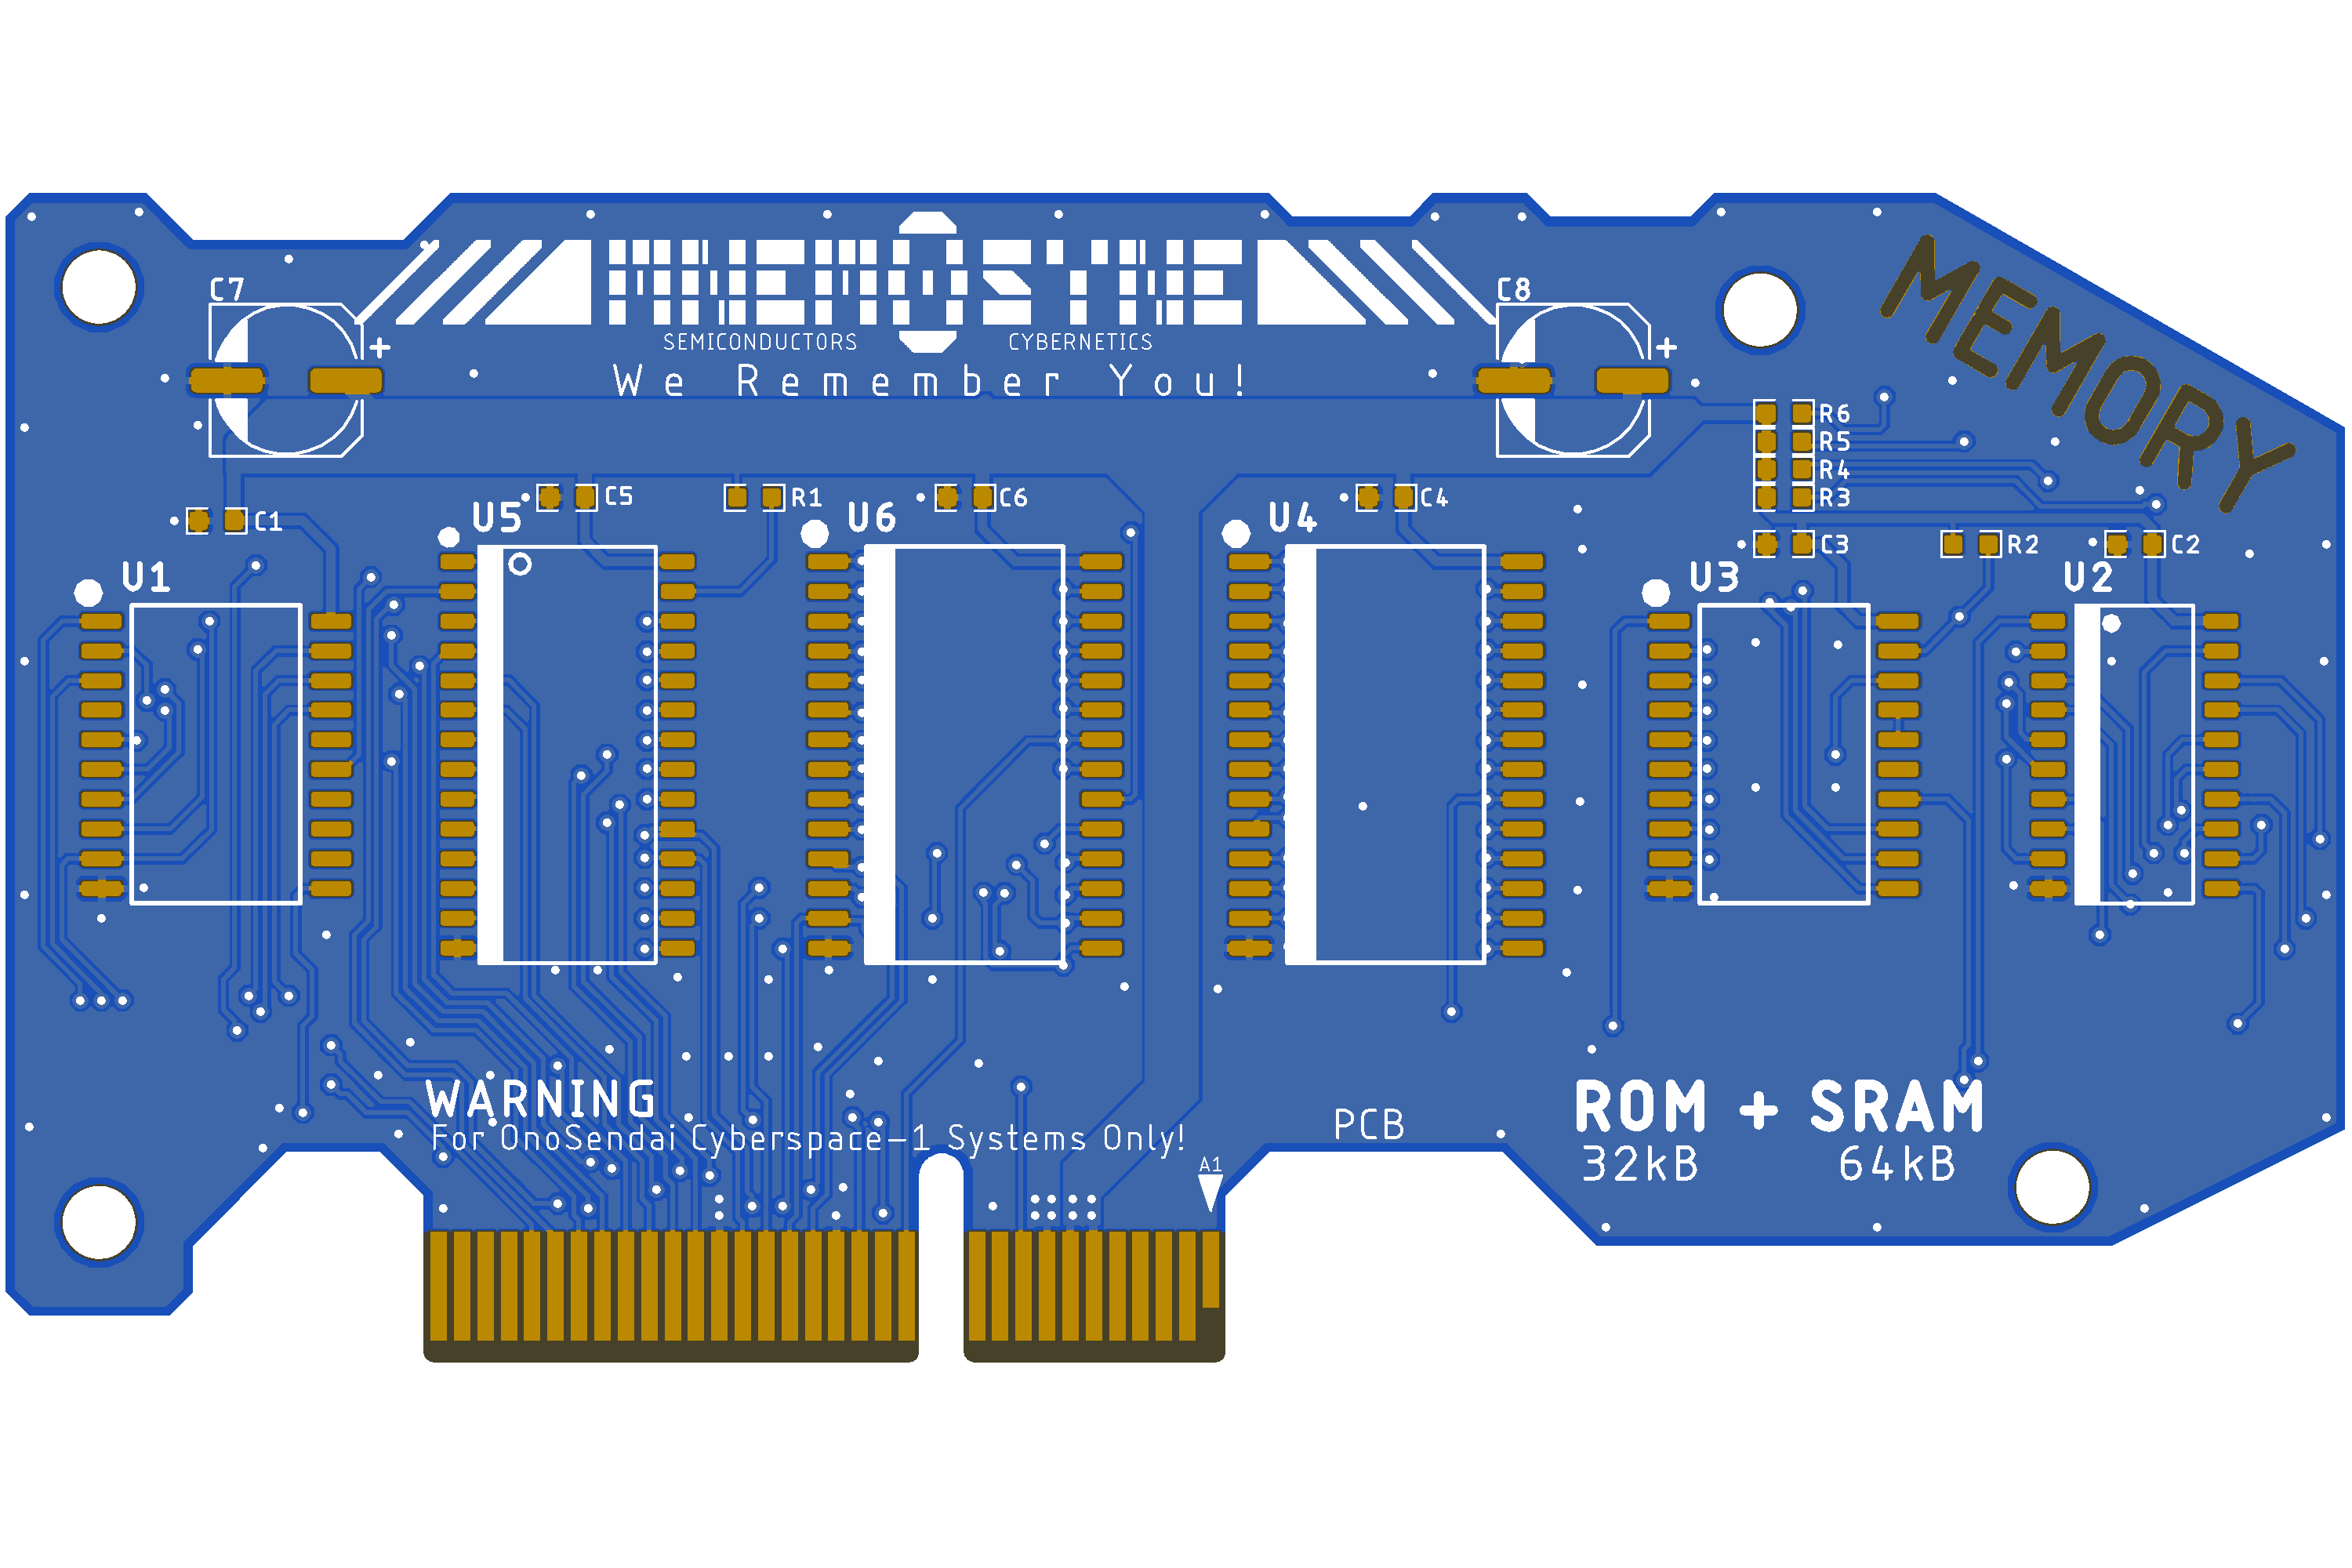 MNEMOSYNE
SEMICONDUCTORS CYBERNETICS
We Remember You!
MEMORY
C7
+
C8
+
R6
R5
R4
R3
C1
U5
C5
R1
U6
C6
U4
C4
C3
R2
C2
U1
U3
U2
WARNING
For OnoSendai Cyberspace-1 Systems Only!
PCB
A1
ROM + SRAM
32kB 64kB